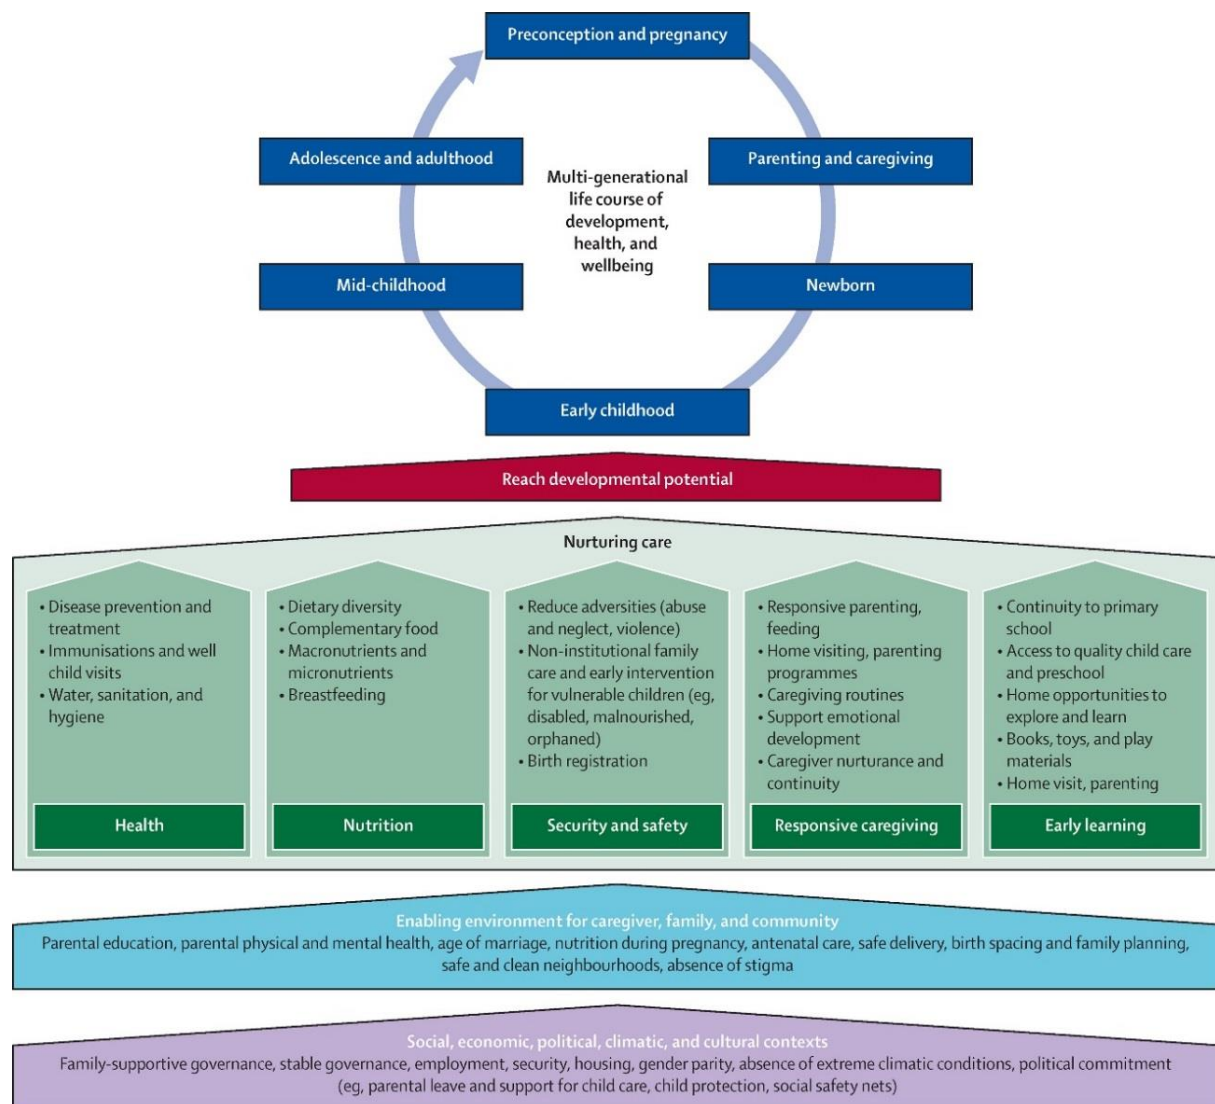 Preconception and pregnancy
Adolescence and adulthood
Parenting and caregiving
Multi-generational
life course of
development,
health, and
wellbeing
Mid-childhood
Newborn
Early childhood
Reach developmental potential
Nurturing care
• Disease prevention and
treatment
• Immunisations and well
child visits
• Water, sanitation, and
hygiene
Health
• Dietary diversity
• Complementary food
• Macronutrients and
micronutrients
• Breastfeeding
Nutrition
• Reduce adversities (abuse
and neglect, violence)
• Non-institutional family
care and early intervention
for vulnerable children (eg,
disabled, malnourished,
orphaned)
• Birth registration
Security and safety
• Responsive parenting,
feeding
• Home visiting, parenting
programmes
• Caregiving routines
• Support emotional
development
• Caregiver nurturance and
continuity
Responsive caregiving
• Continuity to primary
school
• Access to quality child care
and preschool
• Home opportunities to
explore and learn
• Books, toys, and play
materials
• Home visit, parenting
Early learning
Enabling environment for caregiver, family, and community
Parental education, parental physical and mental health, age of marriage, nutrition during pregnancy, antenatal care, safe delivery, birth spacing and family planning,
safe and clean neighbourhoods, absence of stigma
Social, economic, political, climatic, and cultural contexts
Family-supportive governance, stable governance, employment, security, housing, gender parity, absence of extreme climatic conditions, political commitment
(eg, parental leave and support for child care, child protection, social safety nets)